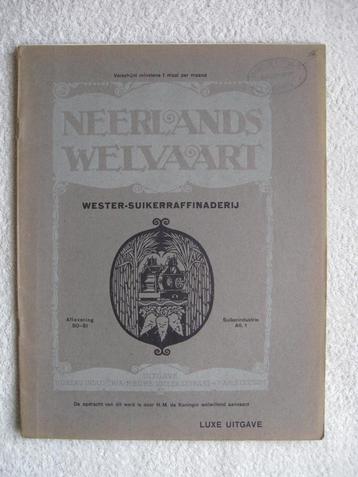 Verschijnt minstens 1 maal per maand
NEERLANDS
WELVAART
WESTER-SUIKERRAFFINADERIJ
Aflevering
50-51
Suikerindustrie
Afl. 1
UITGAVE
De opdracht van dit werk is door H.M. de Koningin welwillend aanvaard
LUXE UITGAVE